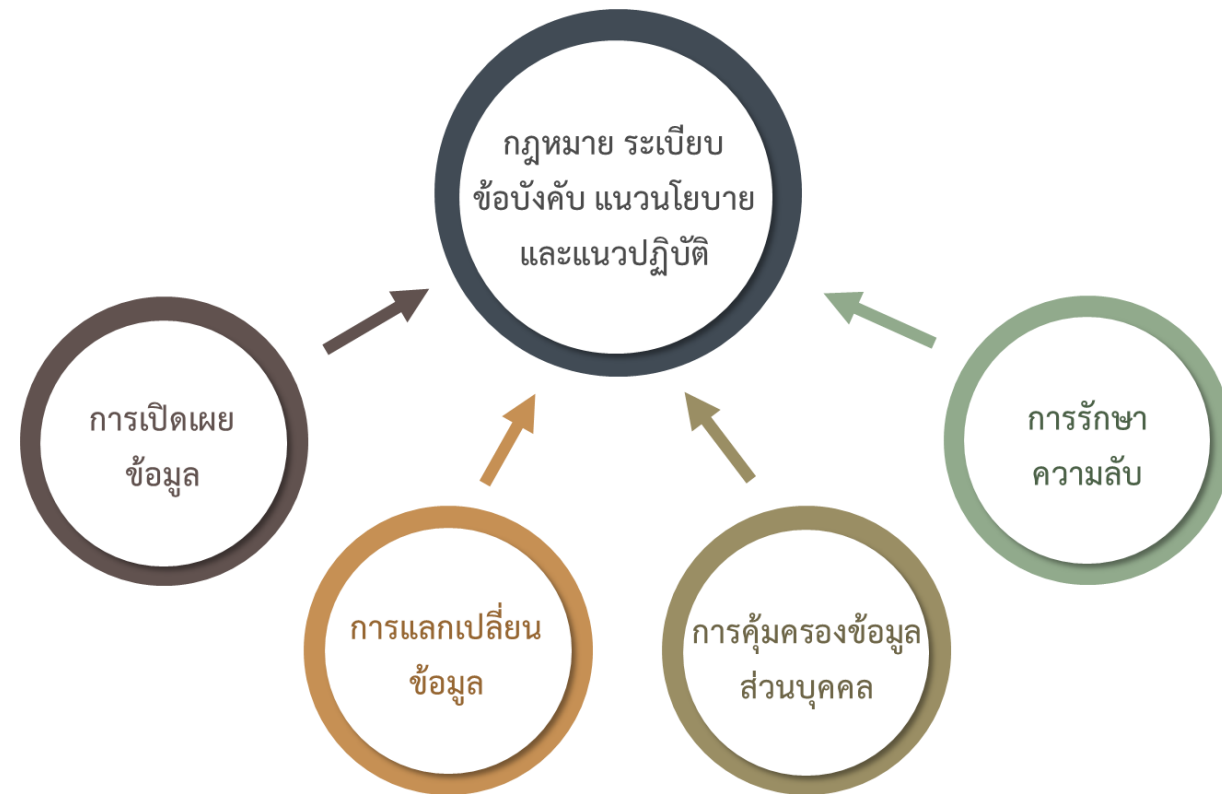 กฎหมาย ระเบียบ
ข้อบังคับ แนวนโยบาย
และแนวปฏิบัติ
การเปิดเผย
ข้อมูล
การแลกเปลี่ยน
ข้อมูล
การคุ้มครองข้อมูล
ส่วนบุคคล
การรักษา
ความลับ